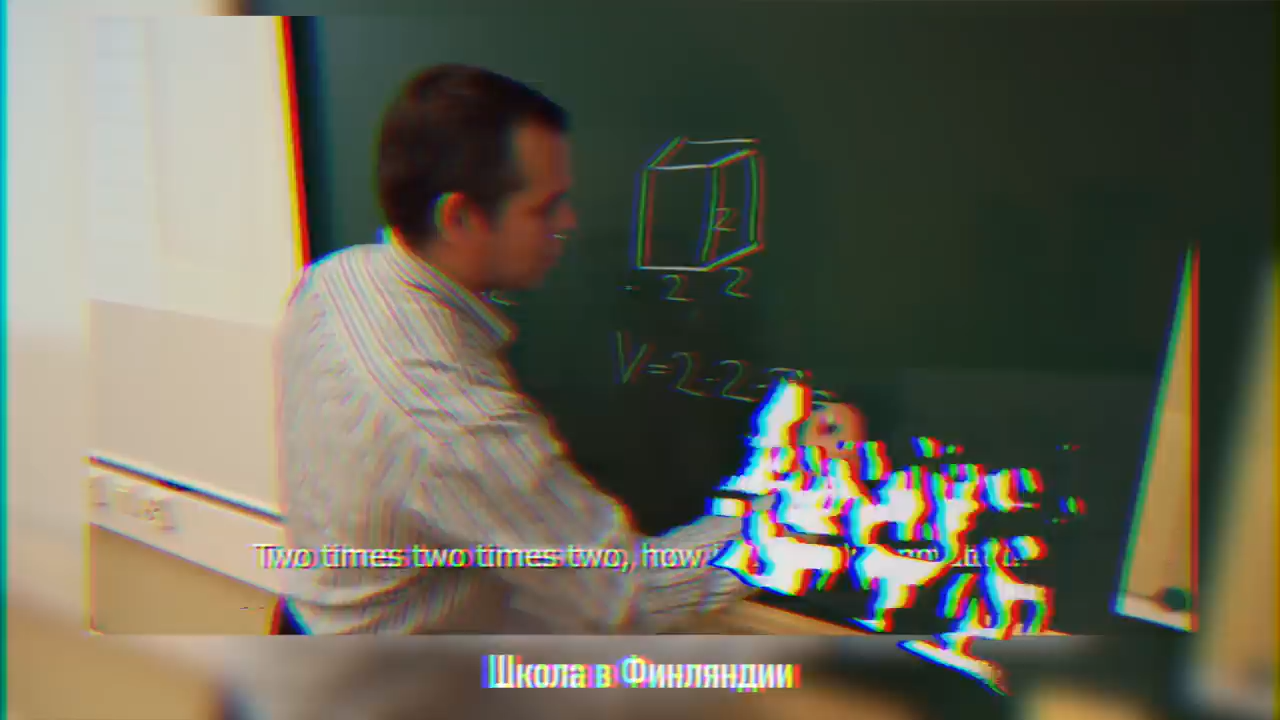 2
2 2
V=2·2·2
Two times two times two, how
Школа в Финляндии